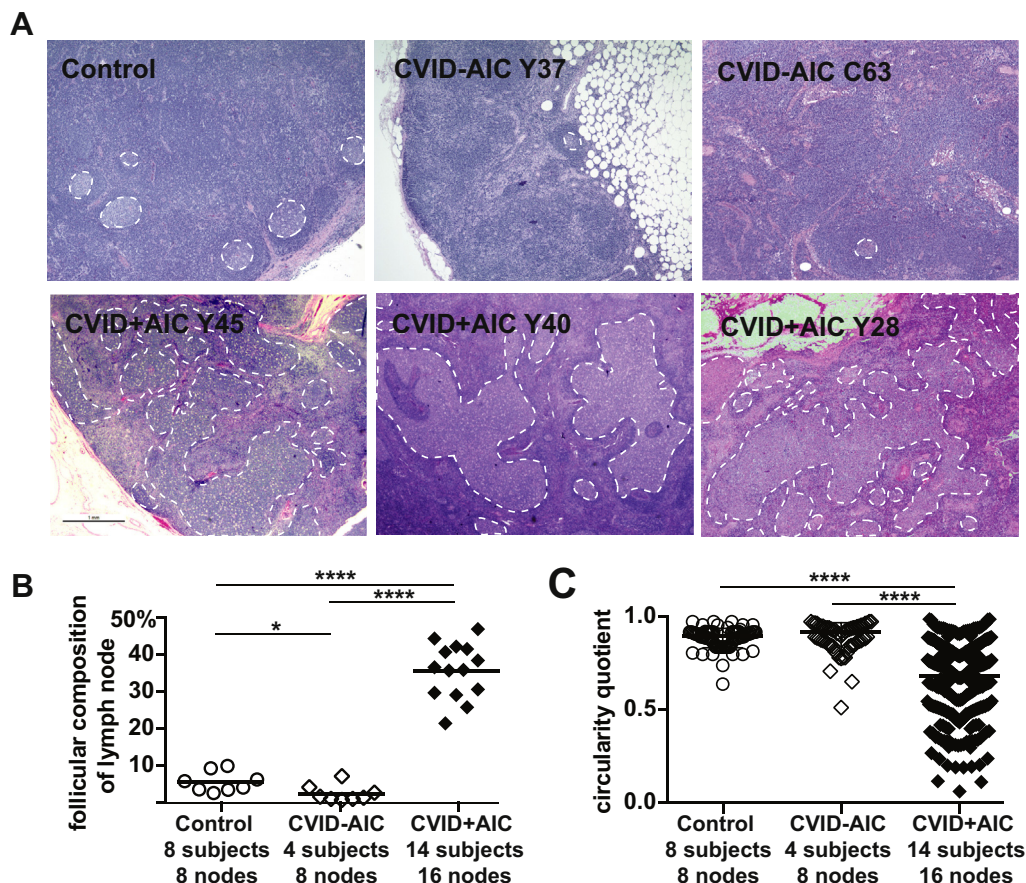 A
Control
CVID-AIC Y37
CVID-AIC C63
CVID+AIC Y45
CVID+AIC Y40
CVID+AIC Y28
1 mm
B
follicular composition
of lymph node
50%
40
30
20
10
****
****
*
Control
8 subjects
8 nodes
CVID-AIC
4 subjects
8 nodes
CVID+AIC
14 subjects
16 nodes
C
circularity quotient
1.0
0.5
0.0
****
****
Control
8 subjects
8 nodes
CVID-AIC
4 subjects
8 nodes
CVID+AIC
14 subjects
16 nodes